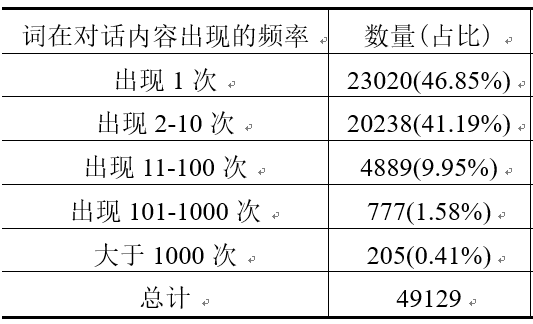 词在对话内容出现的频率 数量(占比)
出现 1 次 23020(46.85%)
出现 2-10 次 20238(41.19%)
出现 11-100 次 4889(9.95%)
出现 101-1000 次 777(1.58%)
大于 1000 次 205(0.41%)
总计 49129